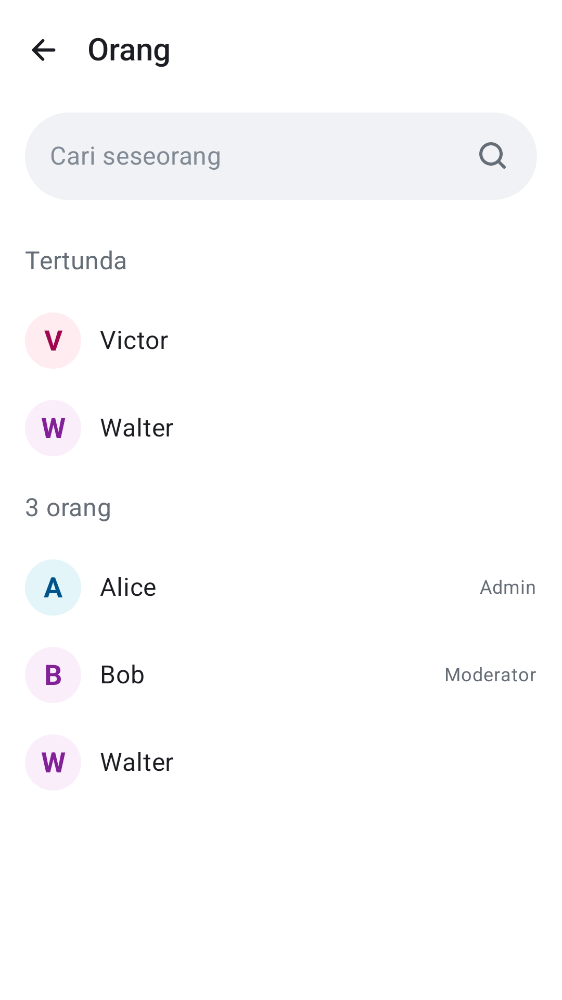 Orang
Cari seseorang
Tertunda
V Victor
W Walter
3 orang
A Alice Admin
B Bob Moderator
W Walter